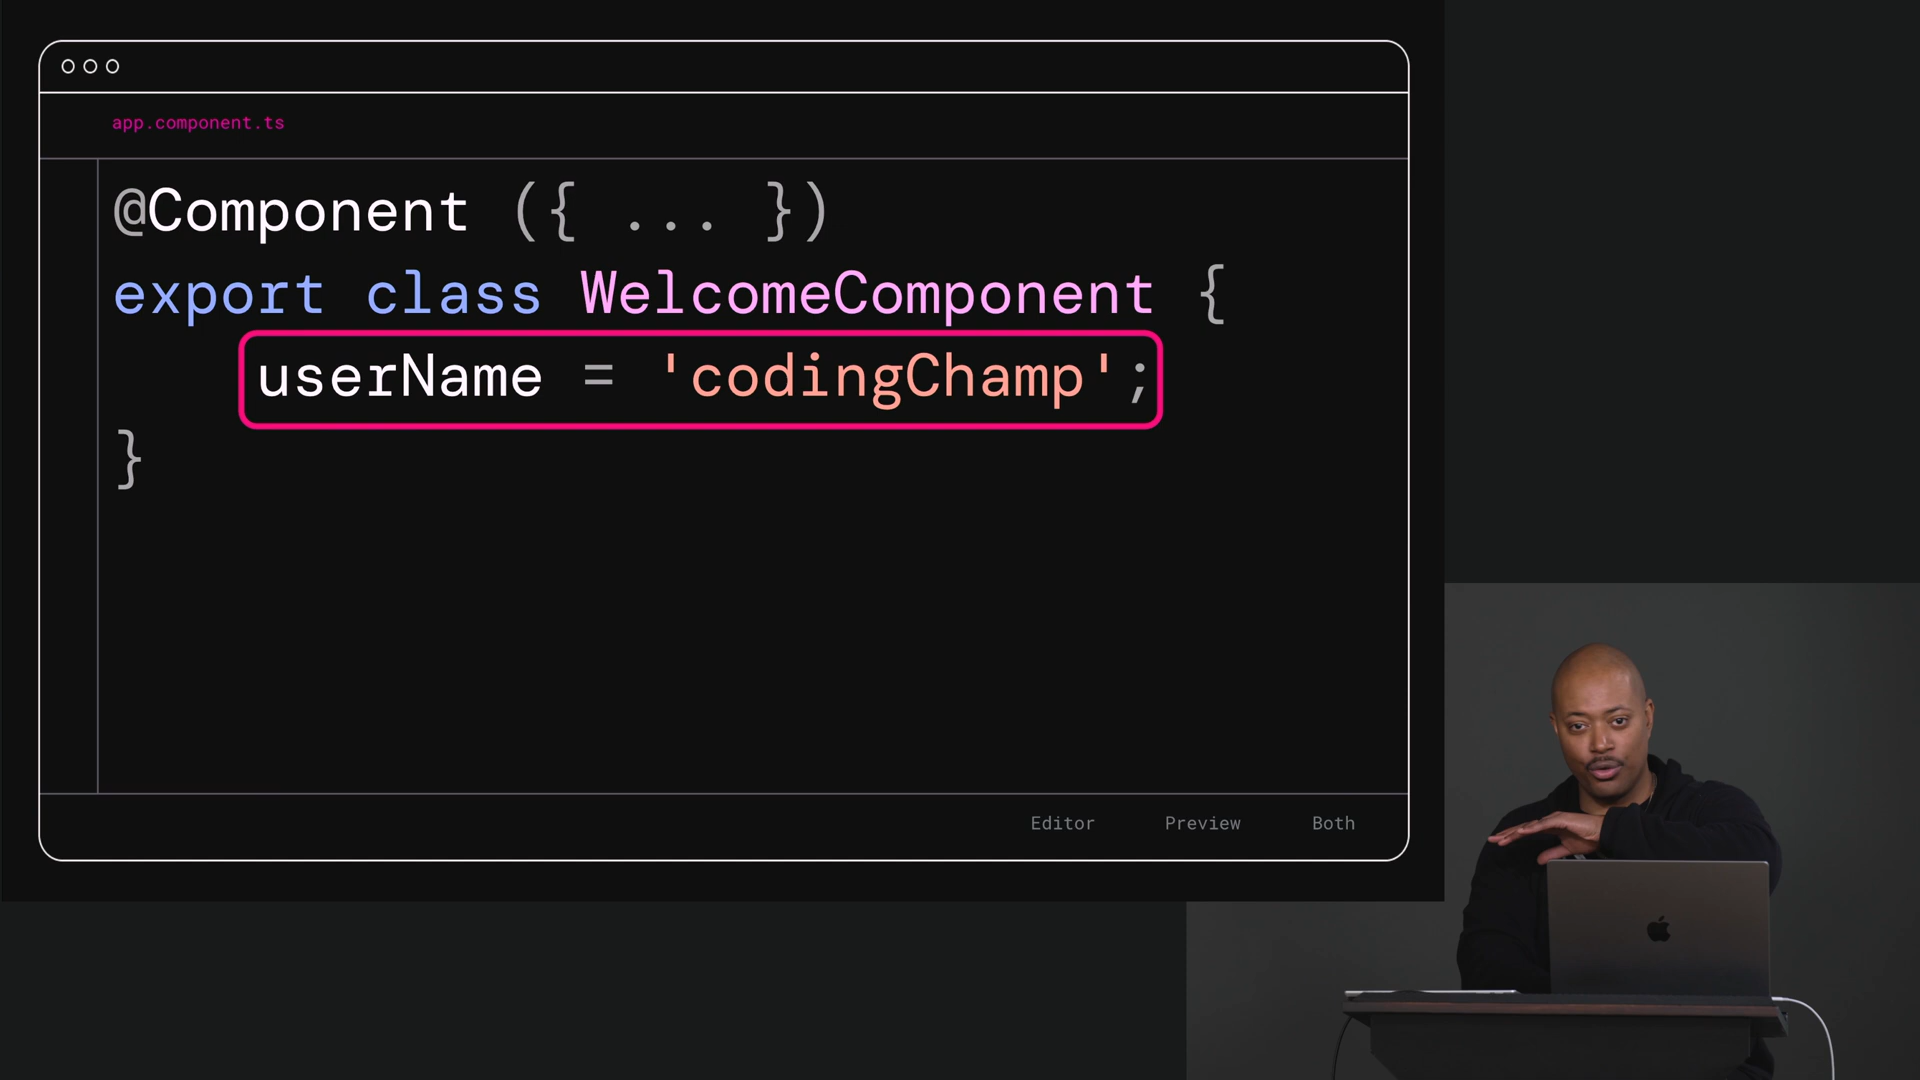 app.component.ts
@Component ({ ... })
export class WelcomeComponent {
userName = 'codingChamp';
}
Editor Preview Both